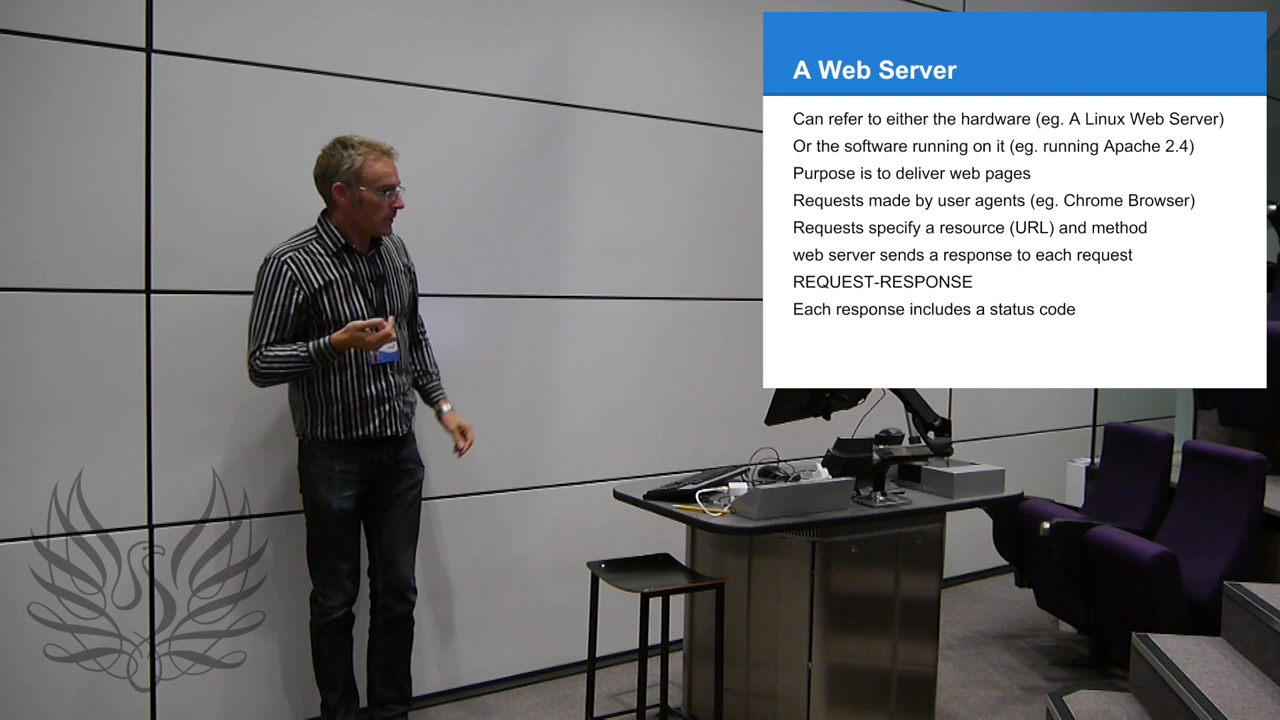 A Web Server
Can refer to either the hardware (eg. A Linux Web Server)
Or the software running on it (eg. running Apache 2.4)
Purpose is to deliver web pages
Requests made by user agents (eg. Chrome Browser)
Requests specify a resource (URL) and method
web server sends a response to each request
REQUEST-RESPONSE
Each response includes a status code